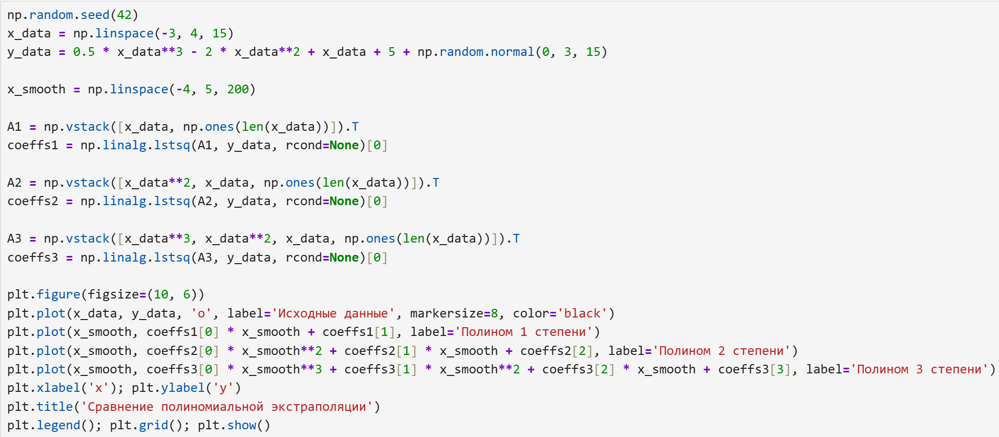 np.random.seed(42)
x_data = np.linspace(-3, 4, 15)
y_data = 0.5 * x_data**3 - 2 * x_data**2 + x_data + 5 + np.random.normal(0, 3, 15)

x_smooth = np.linspace(-4, 5, 200)

A1 = np.vstack([x_data, np.ones(len(x_data))]).T
coeffs1 = np.linalg.lstsq(A1, y_data, rcond=None)[0]

A2 = np.vstack([x_data**2, x_data, np.ones(len(x_data))]).T
coeffs2 = np.linalg.lstsq(A2, y_data, rcond=None)[0]

A3 = np.vstack([x_data**3, x_data**2, x_data, np.ones(len(x_data))]).T
coeffs3 = np.linalg.lstsq(A3, y_data, rcond=None)[0]

plt.figure(figsize=(10, 6))
plt.plot(x_data, y_data, 'o', label='Исходные данные', markersize=8, color='black')
plt.plot(x_smooth, coeffs1[0] * x_smooth + coeffs1[1], label='Полином 1 степени')
plt.plot(x_smooth, coeffs2[0] * x_smooth**2 + coeffs2[1] * x_smooth + coeffs2[2], label='Полином 2 степени')
plt.plot(x_smooth, coeffs3[0] * x_smooth**3 + coeffs3[1] * x_smooth**2 + coeffs3[2] * x_smooth + coeffs3[3], label='Полином 3 степени')
plt.xlabel('x'); plt.ylabel('y')
plt.title('Сравнение полиномиальной экстраполяции')
plt.legend(); plt.grid(); plt.show()